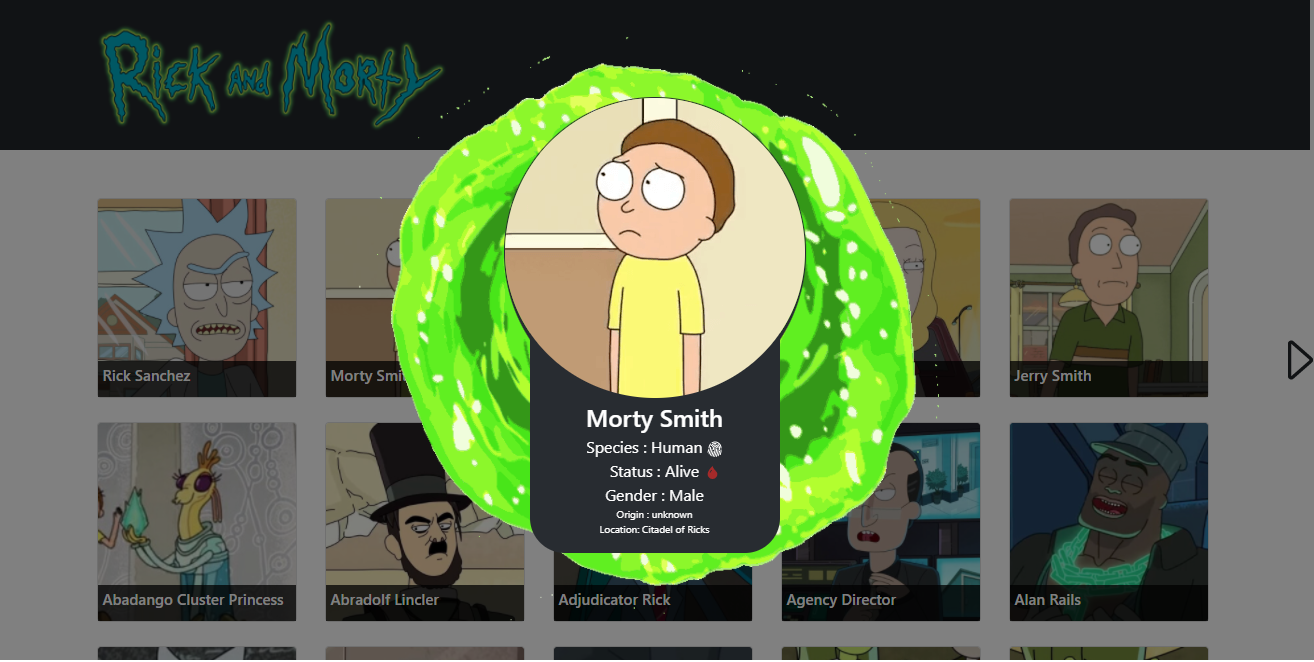 Rick and Morty
Rick Sanchez
Morty Smi
Jerry Smith
Morty Smith
Species : Human
Status : Alive
Gender : Male
Origin : unknown
Location: Citadel of Ricks
Abadango Cluster Princess
Abradolf Lincler
Adjudicator Rick
Agency Director
Alan Rails